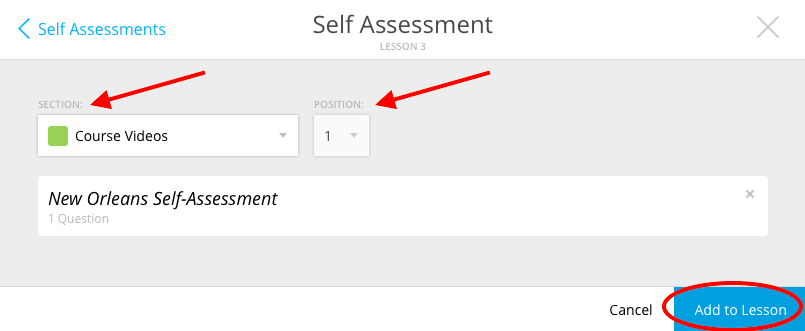 Self Assessments
Self Assessment
LESSON 3
SECTION:
POSITION:
Course Videos
1
New Orleans Self-Assessment
1 Question
Cancel
Add to Lesson